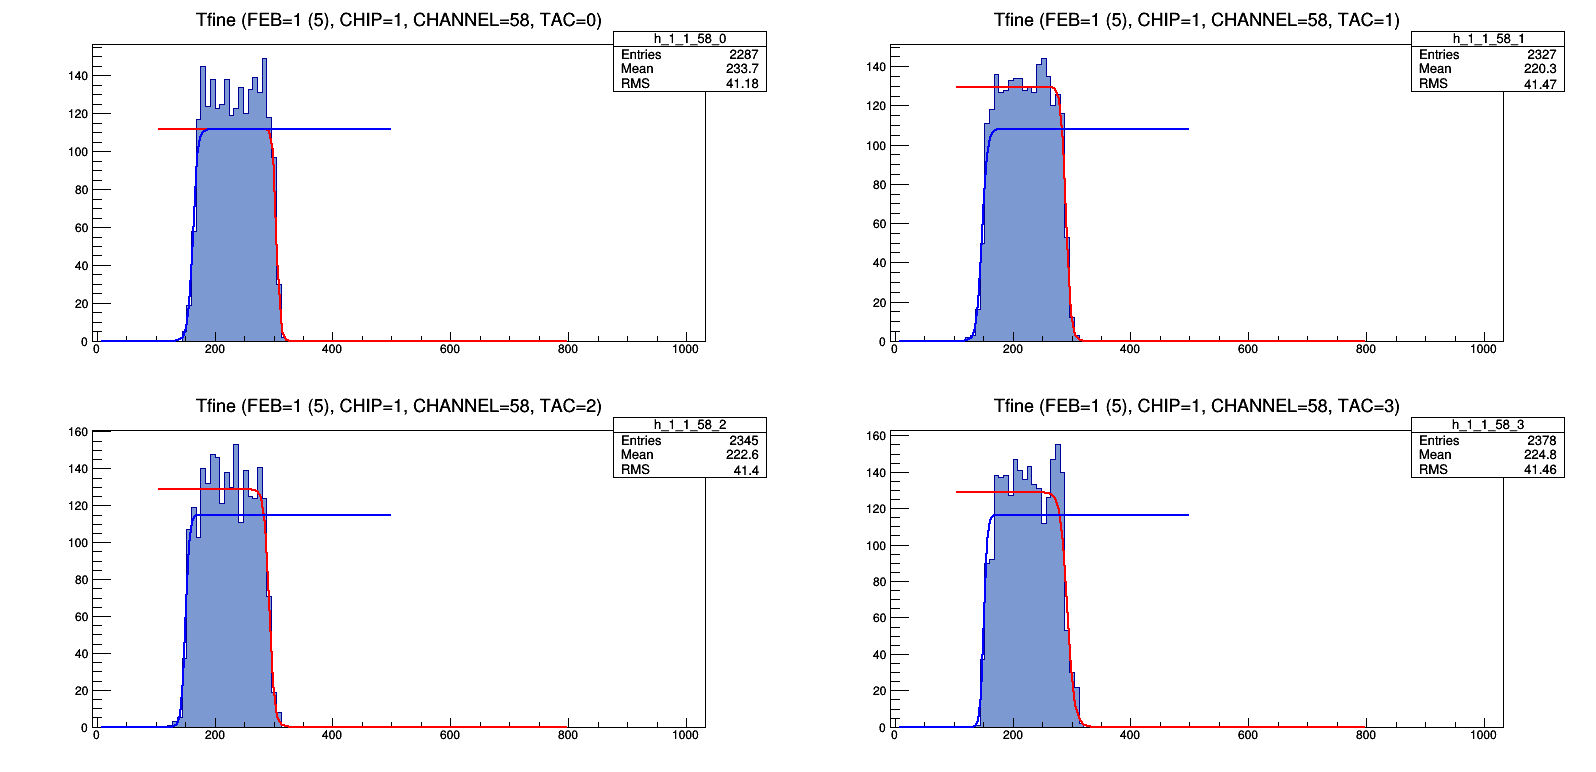 Tfine (FEB=1 (5), CHIP=1, CHANNEL=58, TAC=0)
h_1_1_58_0
Entries 2287
Mean 233.7
RMS 41.18
140
120
100
80
60
40
20
0
0 200 400 600 800 1000
Tfine (FEB=1 (5), CHIP=1, CHANNEL=58, TAC=1)
h_1_1_58_1
Entries 2327
Mean 220.3
RMS 41.47
140
120
100
80
60
40
20
0
0 200 400 600 800 1000
Tfine (FEB=1 (5), CHIP=1, CHANNEL=58, TAC=2)
h_1_1_58_2
Entries 2345
Mean 222.6
RMS 41.4
160
140
120
100
80
60
40
20
0
0 200 400 600 800 1000
Tfine (FEB=1 (5), CHIP=1, CHANNEL=58, TAC=3)
h_1_1_58_3
Entries 2378
Mean 224.8
RMS 41.46
160
140
120
100
80
60
40
20
0
0 200 400 600 800 1000